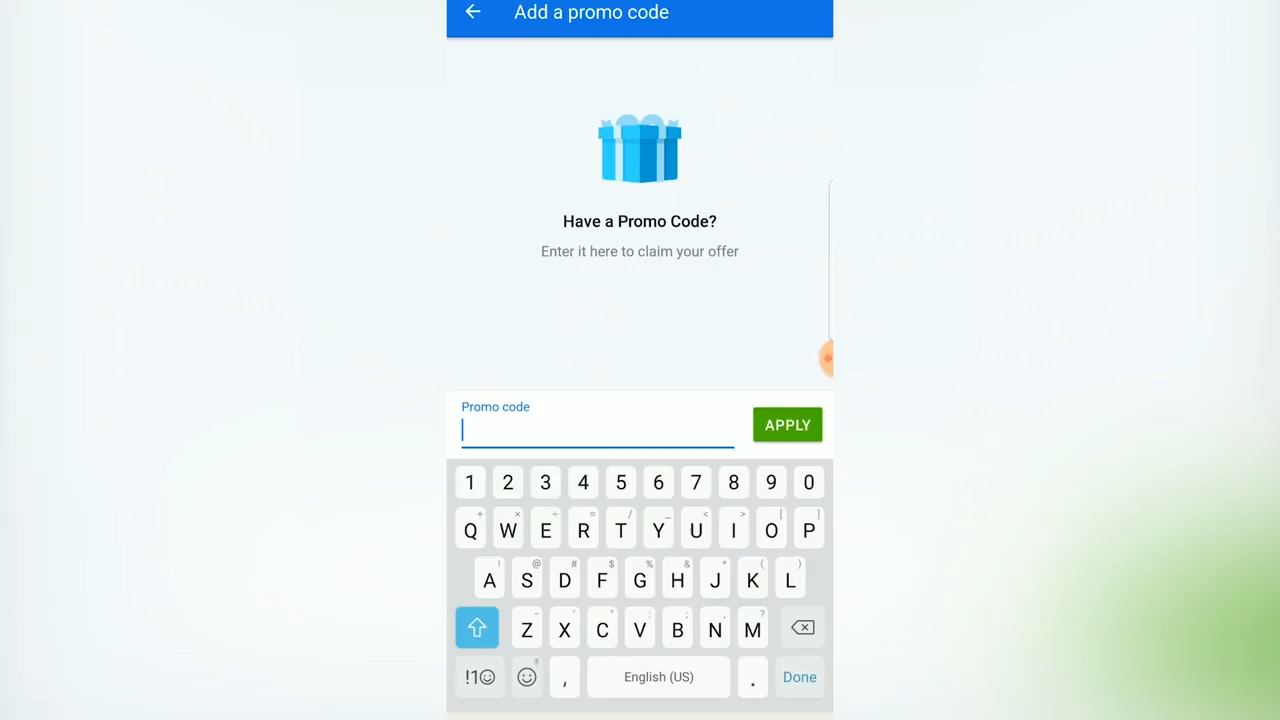 Add a promo code
Have a Promo Code?
Enter it here to claim your offer
Promo code
APPLY
1 2 3 4 5 6 7 8 9 0
+ × ÷ = / _ < > [ ]
Q W E R T Y U I O P
! @ # $ % & * ( )
A S D F G H J K L
- ' " : ; , ?
Z X C V B N M
!1☺ , English (US) . Done